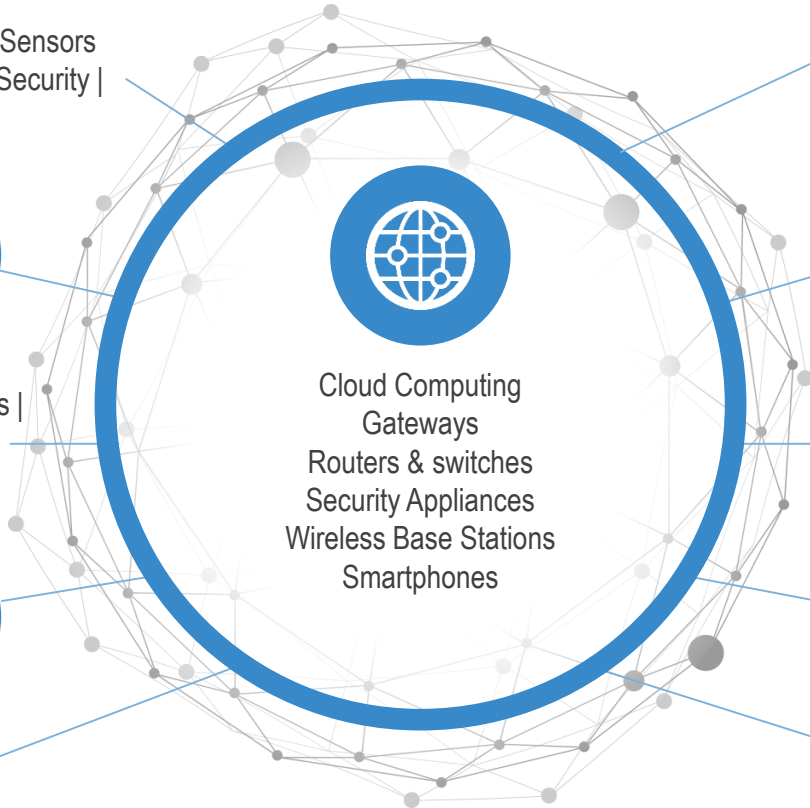 Sensors
Security |
s |
Cloud Computing
Gateways
Routers & switches
Security Appliances
Wireless Base Stations
Smartphones